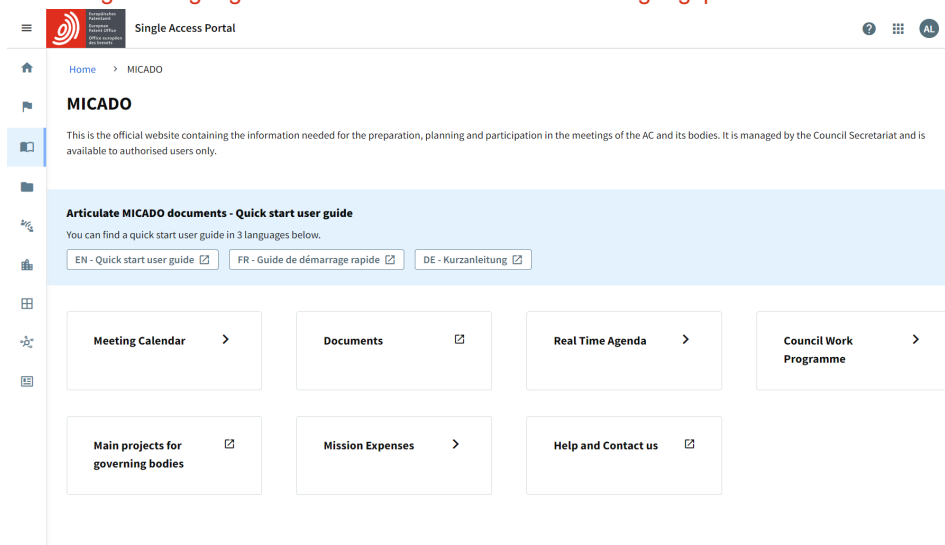 Europäisches
Patentamt
European
Patent Office
Office européen
des brevets
Single Access Portal
AL
Home > MICADO
MICADO
This is the official website containing the information needed for the preparation, planning and participation in the meetings of the AC and its bodies. It is managed by the Council Secretariat and is
available to authorised users only.
Articulate MICADO documents - Quick start user guide
You can find a quick start user guide in 3 languages below.
EN - Quick start user guide
FR - Guide de démarrage rapide
DE - Kurzanleitung
Meeting Calendar
Documents
Real Time Agenda
Council Work
Programme
Main projects for
governing bodies
Mission Expenses
Help and Contact us